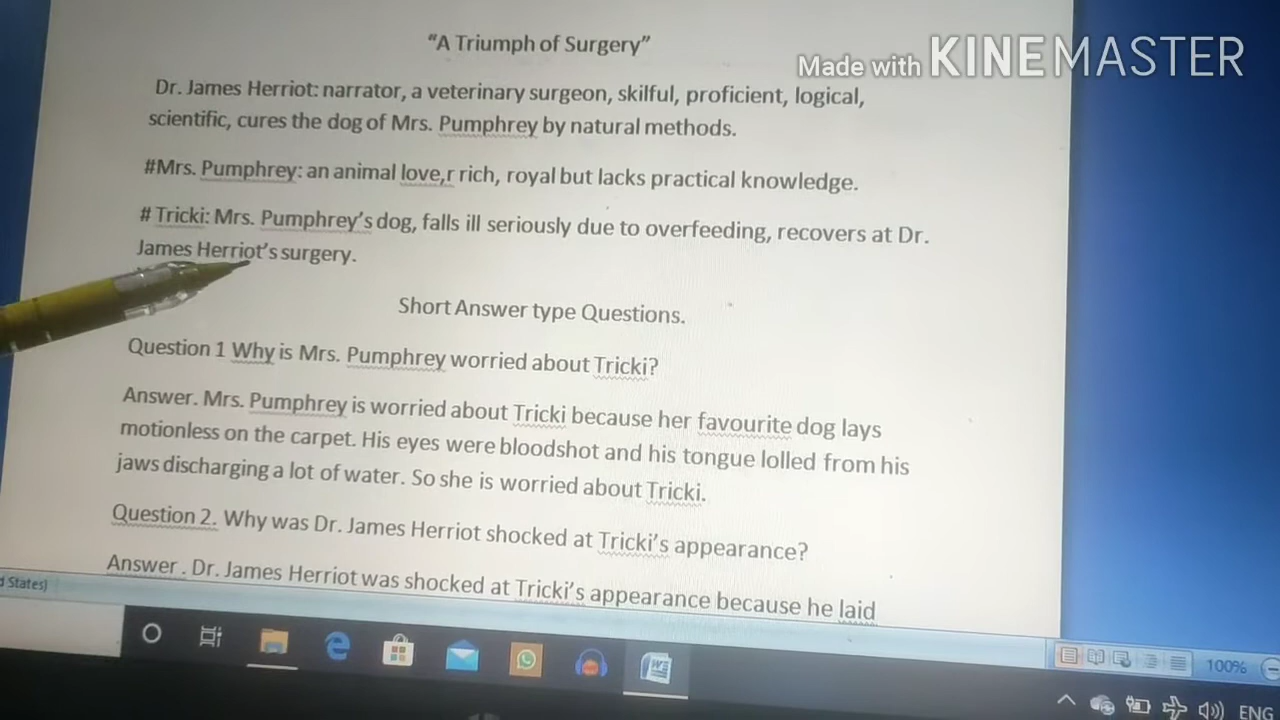 Made with KINEMASTER
"A Triumph of Surgery"
Dr. James Herriot: narrator, a veterinary surgeon, skilful, proficient, logical,
scientific, cures the dog of Mrs. Pumphrey by natural methods.
#Mrs. Pumphrey: an animal love,r rich, royal but lacks practical knowledge.
# Tricki: Mrs. Pumphrey's dog, falls ill seriously due to overfeeding, recovers at Dr.
James Herriot's surgery.
Short Answer type Questions.
Question 1 Why is Mrs. Pumphrey worried about Tricki?
Answer. Mrs. Pumphrey is worried about Tricki because her favourite dog lays
motionless on the carpet. His eyes were bloodshot and his tongue lolled from his
jaws discharging a lot of water. So she is worried about Tricki.
Question 2. Why was Dr. James Herriot shocked at Tricki's appearance?
Answer . Dr. James Herriot was shocked at Tricki's appearance because he laid
d States)
100%
ENG